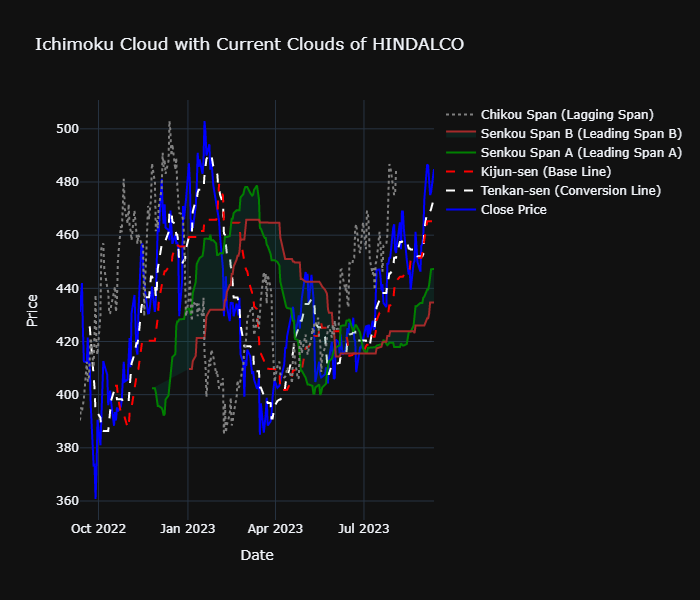 Ichimoku Cloud with Current Clouds of HINDALCO
Chikou Span (Lagging Span)
Senkou Span B (Leading Span B)
Senkou Span A (Leading Span A)
Kijun-sen (Base Line)
Tenkan-sen (Conversion Line)
Close Price
500
480
460
440
420
400
380
360
Price
Oct 2022
Jan 2023
Apr 2023
Jul 2023
Date